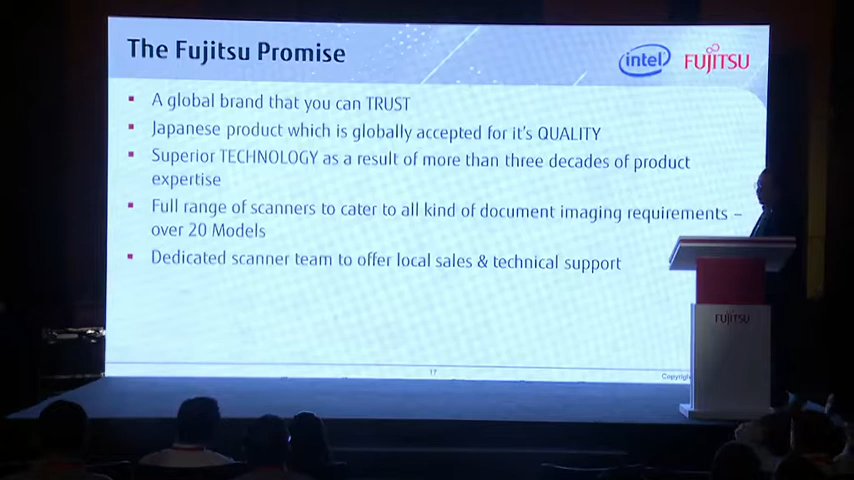 The Fujitsu Promise
intel
FUJITSU
▪ A global brand that you can TRUST
▪ Japanese product which is globally accepted for it's QUALITY
▪ Superior TECHNOLOGY as a result of more than three decades of product
expertise
▪ Full range of scanners to cater to all kind of document imaging requirements –
over 20 Models
▪ Dedicated scanner team to offer local sales & technical support
17
FUJITSU